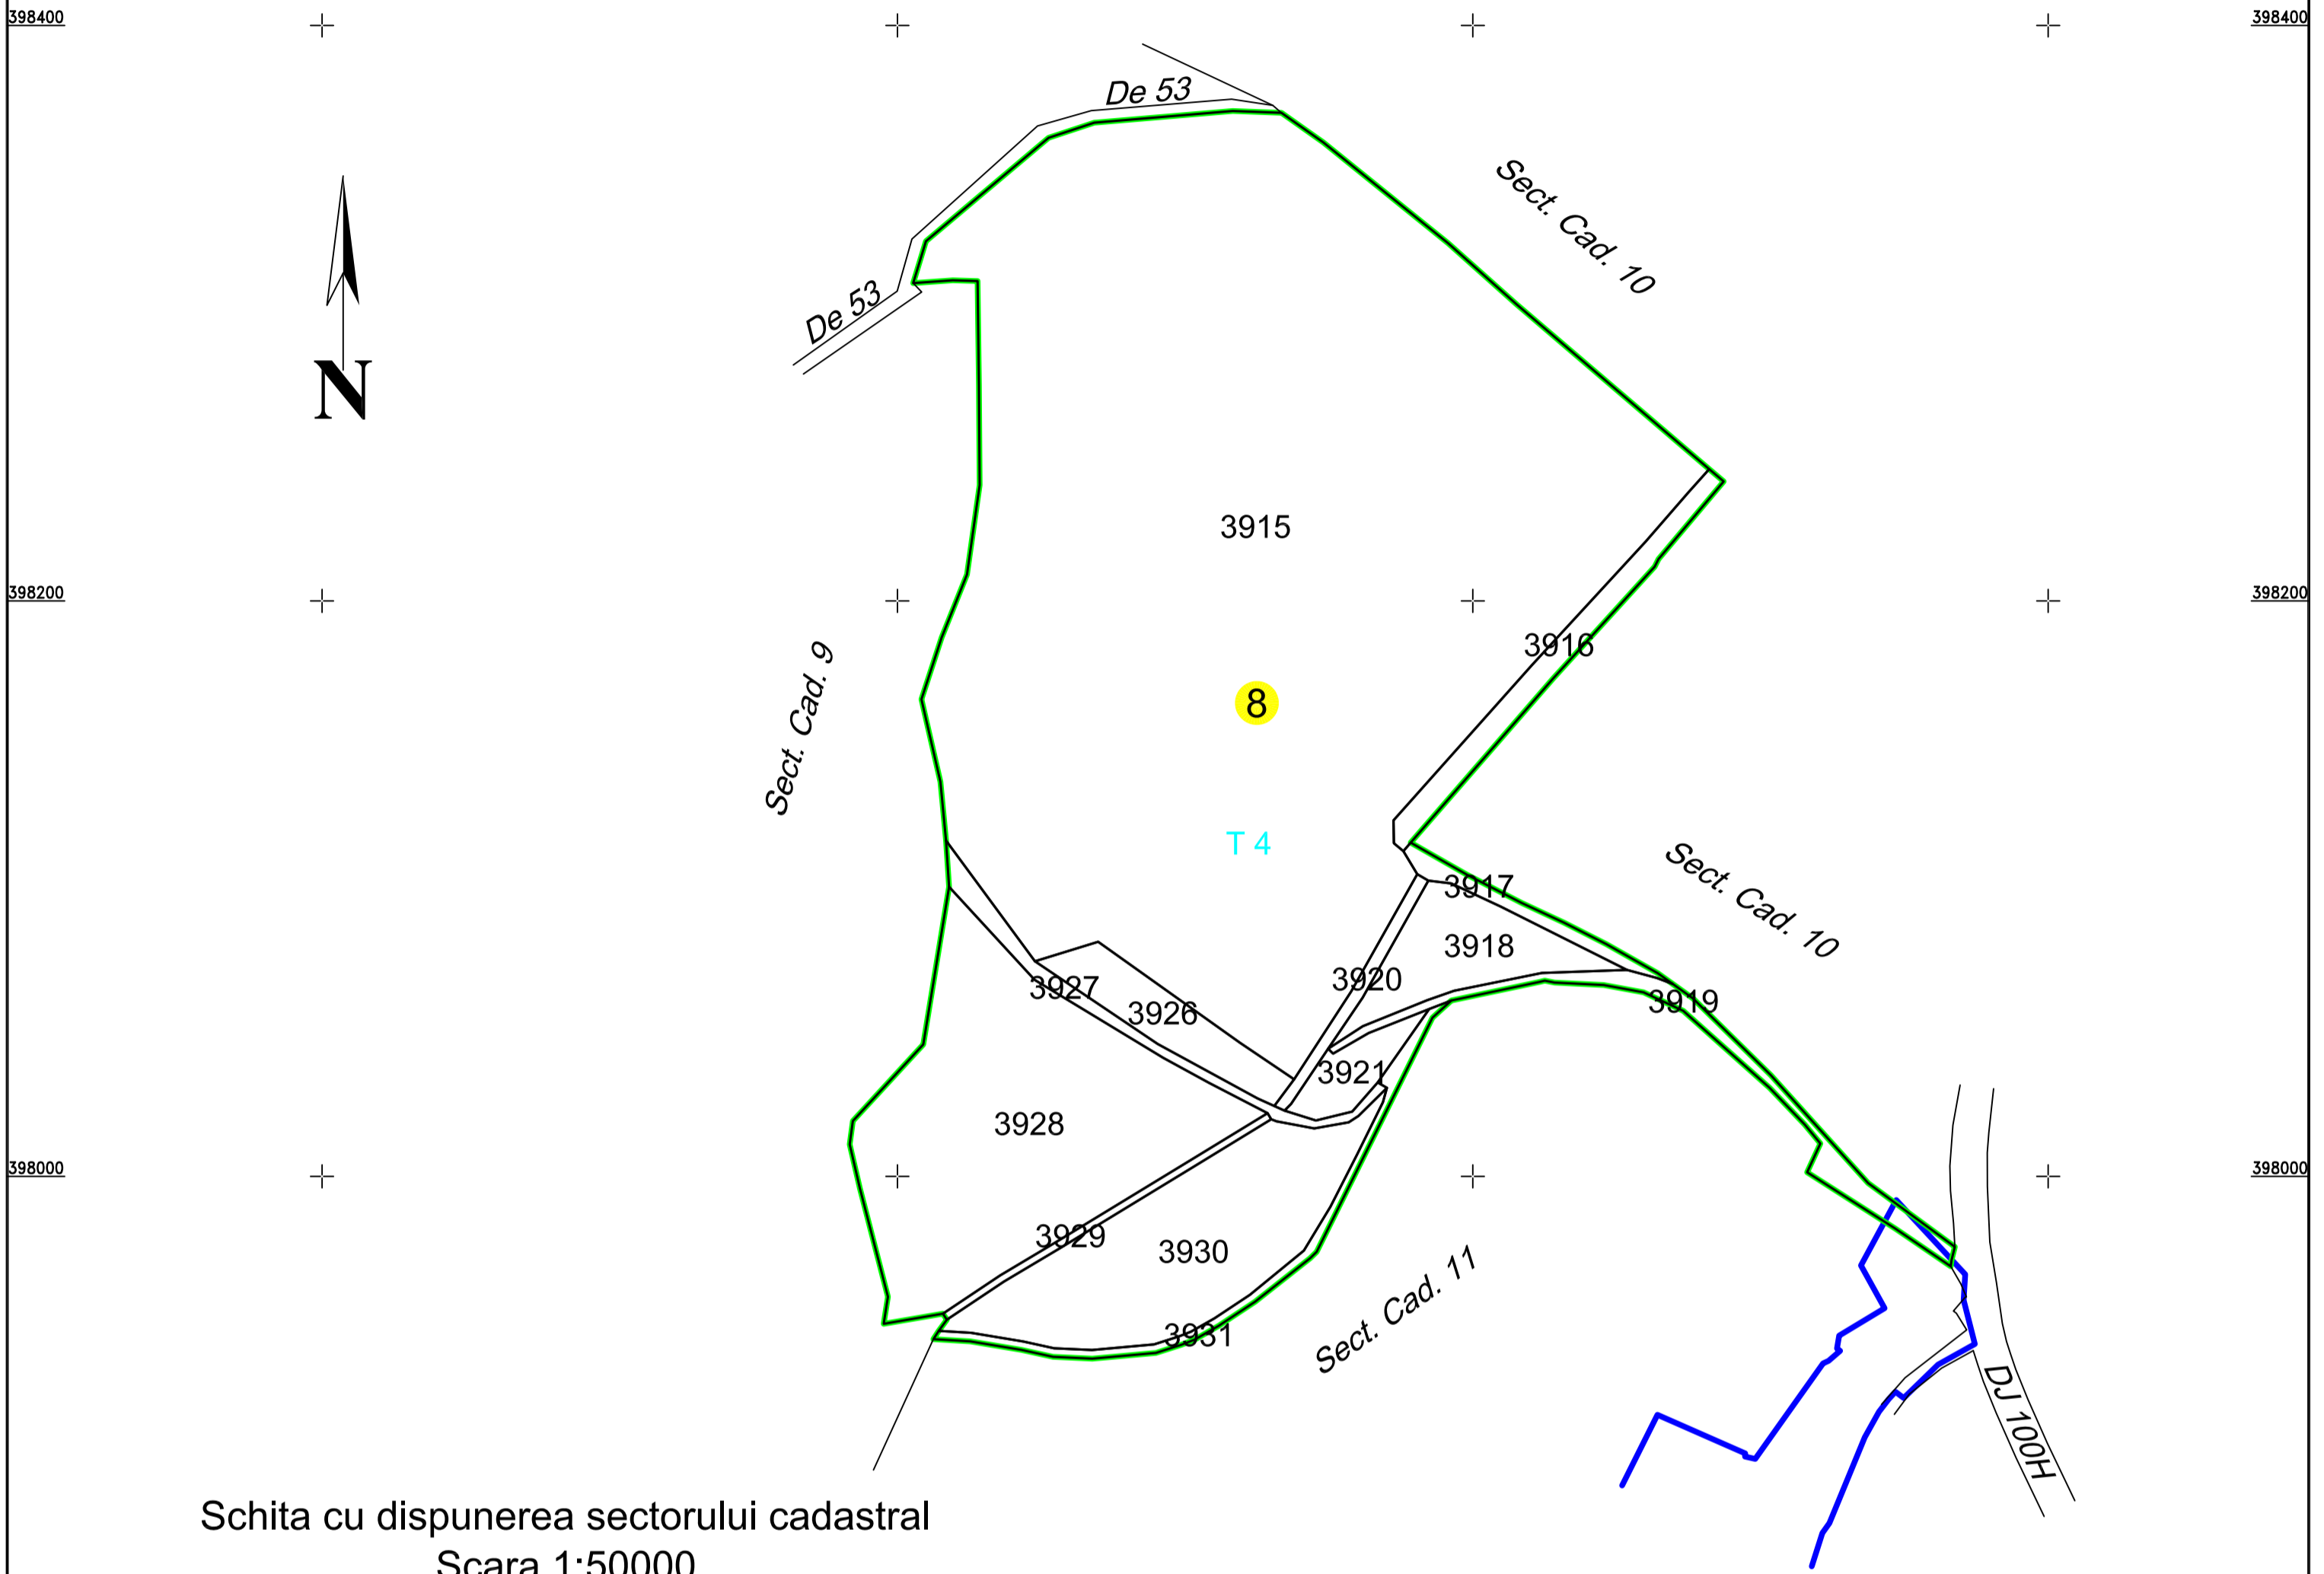 398400
398400
De 53
Sect. Cad. 10
De 53
N
3915
398200
398200
3916
Sect. Cad. 9
8
T 4
Sect. Cad. 10
3917
3918
3920
3927
3919
3926
3921
3928
398000
398000
3929
3930
Sect. Cad. 11
3931
DJ 100H
Schita cu dispunerea sectorului cadastral
Scara 1:50000